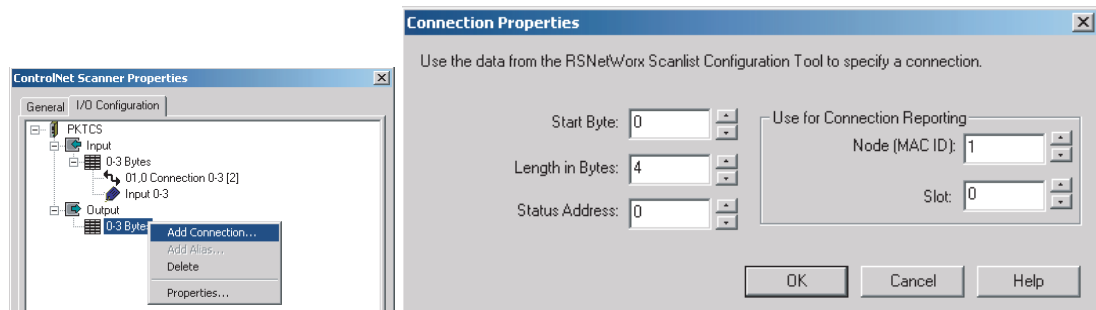 ControlNet Scanner Properties
General I/O Configuration
PKTCS
Input
0-3 Bytes
01,0 Connection 0-3 [2]
Input 0-3
Output
0-3 Byte
Add Connection...
Add Alias...
Delete
Properties...
Connection Properties
Use the data from the RSNetWorx Scanlist Configuration Tool to specify a connection.
Start Byte: 0
Length in Bytes: 4
Status Address: 0
Use for Connection Reporting
Node (MAC ID): 1
Slot: 0
OK Cancel Help